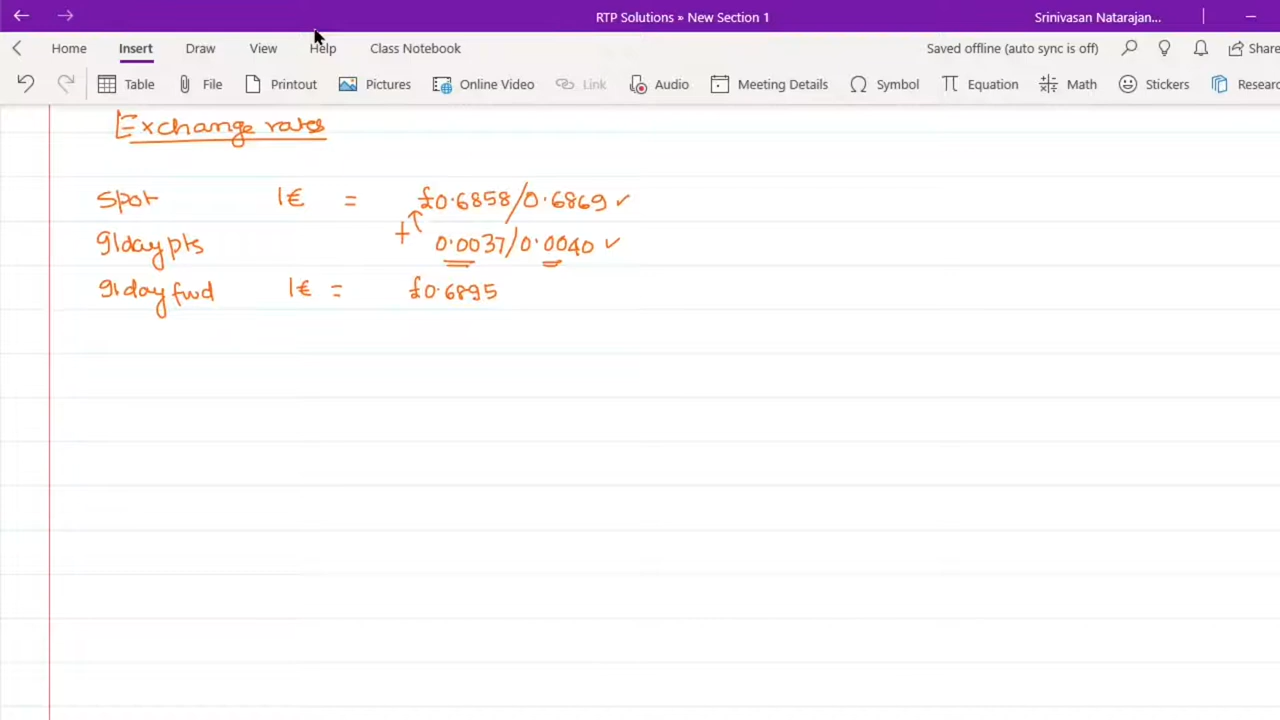 RTP Solutions » New Section 1
Srinivasan Natarajan...
Home Insert Draw View Help Class Notebook
Saved offline (auto sync is off) Share
Table File Printout Pictures Online Video Link Audio Meeting Details Symbol Equation Math Stickers Researc
Exchange rates
Spot 1€ = £0.6858/0.6869 ✓
91day pts + 0.0037/0.0040 ✓
91day fwd 1€ = £0.6895